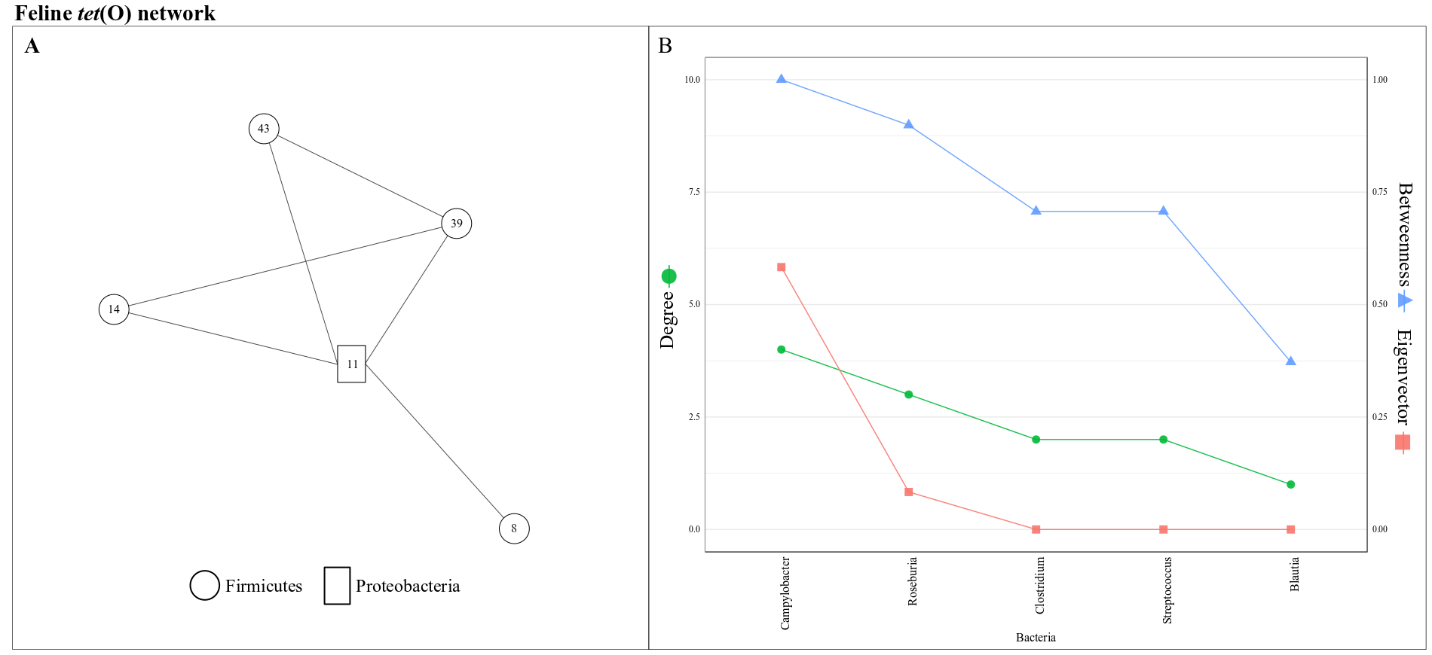 Feline tet(O) network
A
43
39
14
11
8
Firmicutes
Proteobacteria
B
10.0
7.5
5.0
2.5
0.0
Degree
1.00
0.75
0.50
0.25
0.00
Betweenness
Eigenvector
Campylobacter
Roseburia
Clostridium
Streptococcus
Blautia
Bacteria